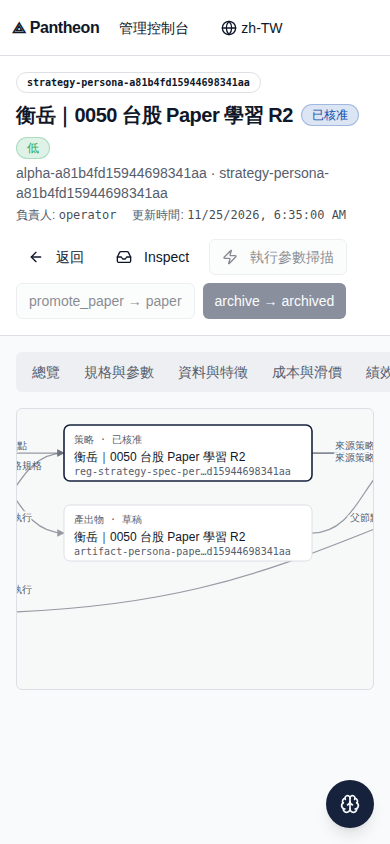 Pantheon 管理控制台 zh-TW
strategy-persona-a81b4fd15944698341aa
衡岳｜0050 台股 Paper 學習 R2 已核准
低
alpha-a81b4fd15944698341aa · strategy-persona-
a81b4fd15944698341aa
負責人: operator 更新時間: 11/25/2026, 6:35:00 AM
返回 Inspect 執行參數掃描
promote_paper → paper archive → archived
總覽 規格與參數 資料與特徵 成本與滑價 績效
點
策略 · 已核准
衡岳｜0050 台股 Paper 學習 R2
reg-strategy-spec-per…d15944698341aa
來源策略
來源策略
格規格
執行
產出物 · 草稿
衡岳｜0050 台股 Paper 學習 R2
artifact-persona-pape…d15944698341aa
父節點
執行